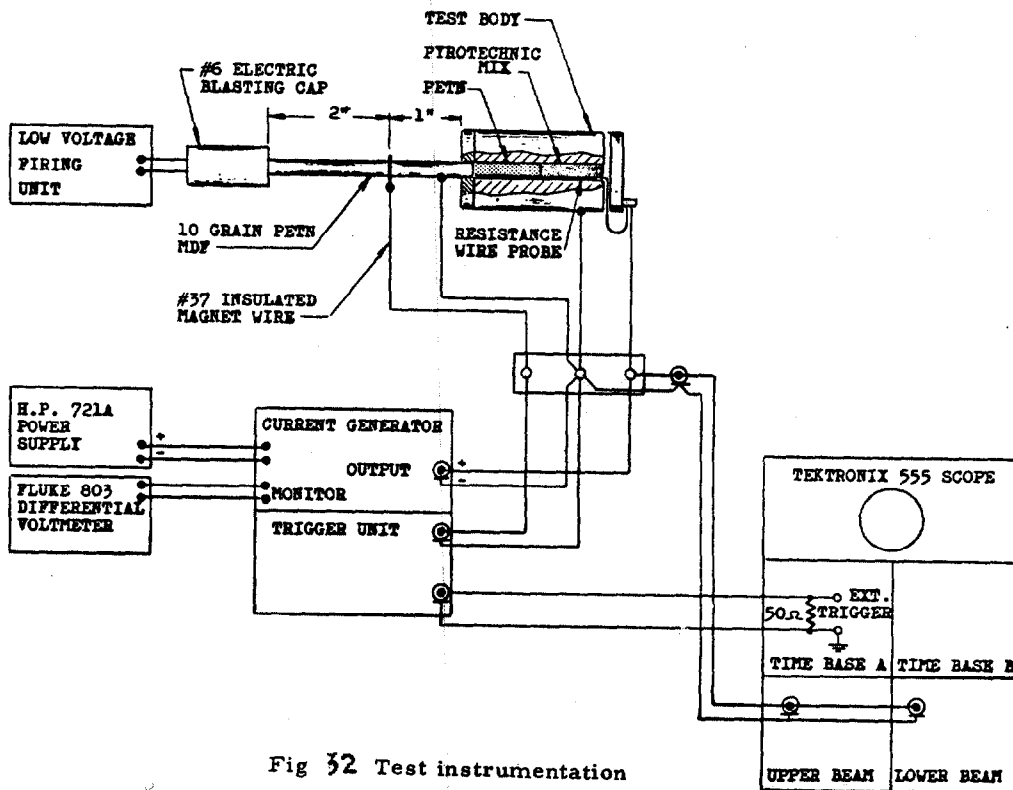 TEST BODY
PYROTECHNIC
MIX
PETN
#6 ELECTRIC
BLASTING CAP
2"
1"
LOW VOLTAGE
FIRING
UNIT
10 GRAIN PETN
MDF
RESISTANCE
WIRE PROBE
#37 INSULATED
MAGNET WIRE
H.P. 721A
POWER
SUPPLY
+
-
CURRENT GENERATOR
OUTPUT
+
-
MONITOR
FLUKE 803
DIFFERENTIAL
VOLTMETER
TRIGGER UNIT
TEKTRONIX 555 SCOPE
EXT.
50Ω TRIGGER
TIME BASE A
TIME BASE B
UPPER BEAM
LOWER BEAM
Fig 32 Test instrumentation